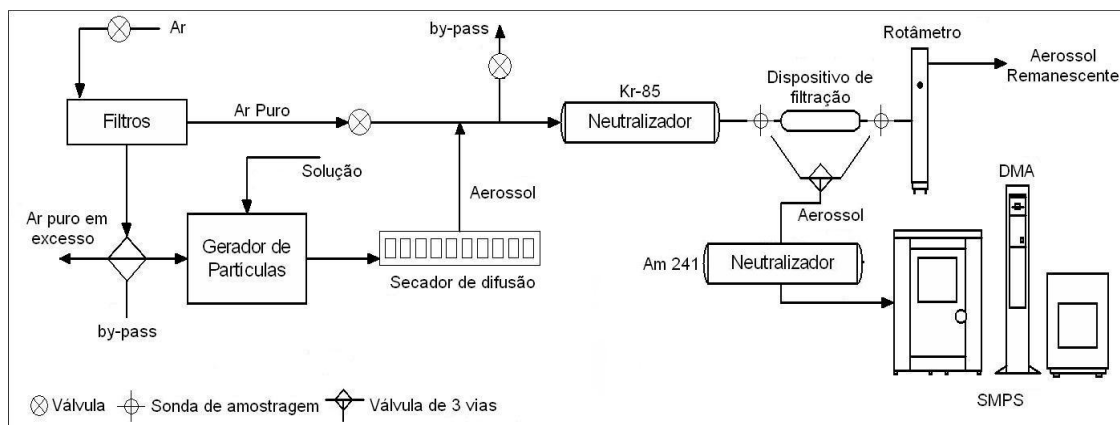 Ar
by-pass
Rotâmetro
Aerossol
Remanescente
Dispositivo de
filtração
Kr-85
Filtros
Ar Puro
Neutralizador
Solução
Aerossol
DMA
Ar puro em
excesso
Gerador de
Partículas
Aerossol
Am 241
Neutralizador
Secador de difusão
by-pass
SMPS
Válvula
Sonda de amostragem
Válvula de 3 vias